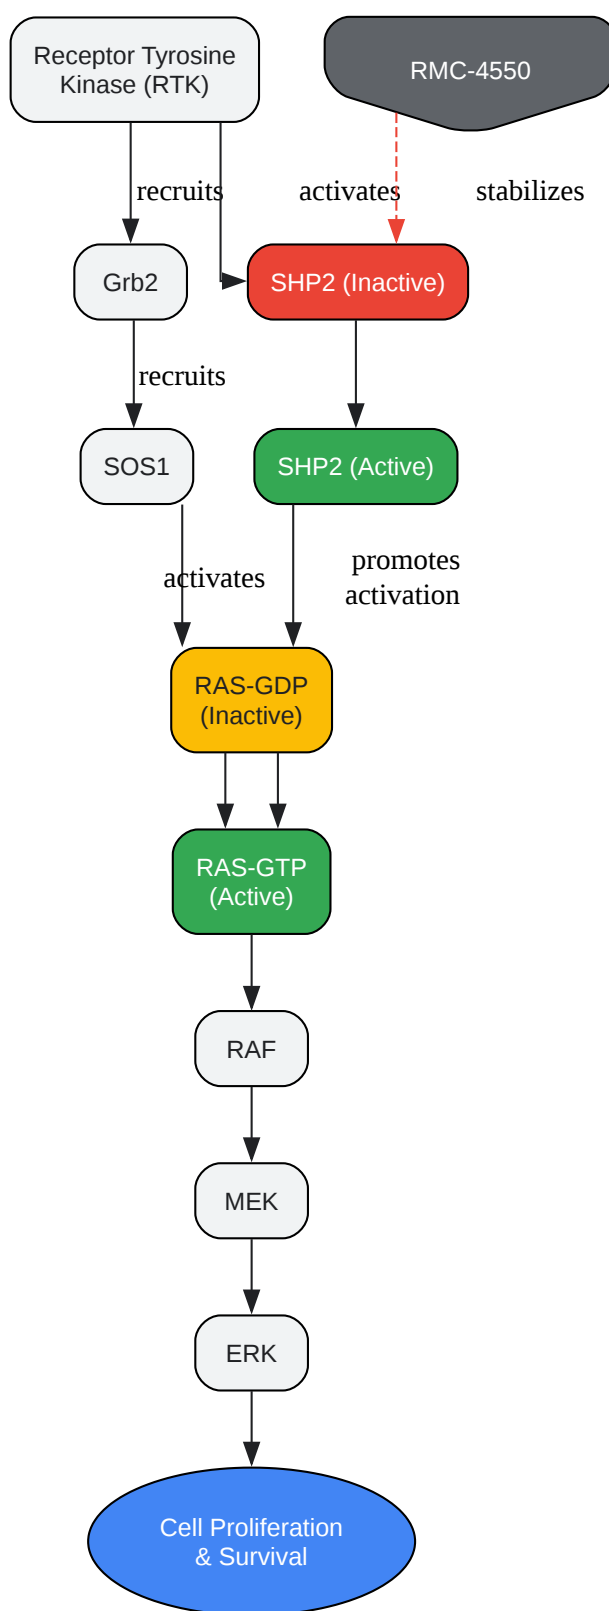 Receptor Tyrosine
Kinase (RTK)
RMC-4550
recruits
activates
stabilizes
Grb2
SHP2 (Inactive)
recruits
SOS1
SHP2 (Active)
activates
promotes
activation
RAS-GDP
(Inactive)
RAS-GTP
(Active)
RAF
MEK
ERK
Cell Proliferation
& Survival